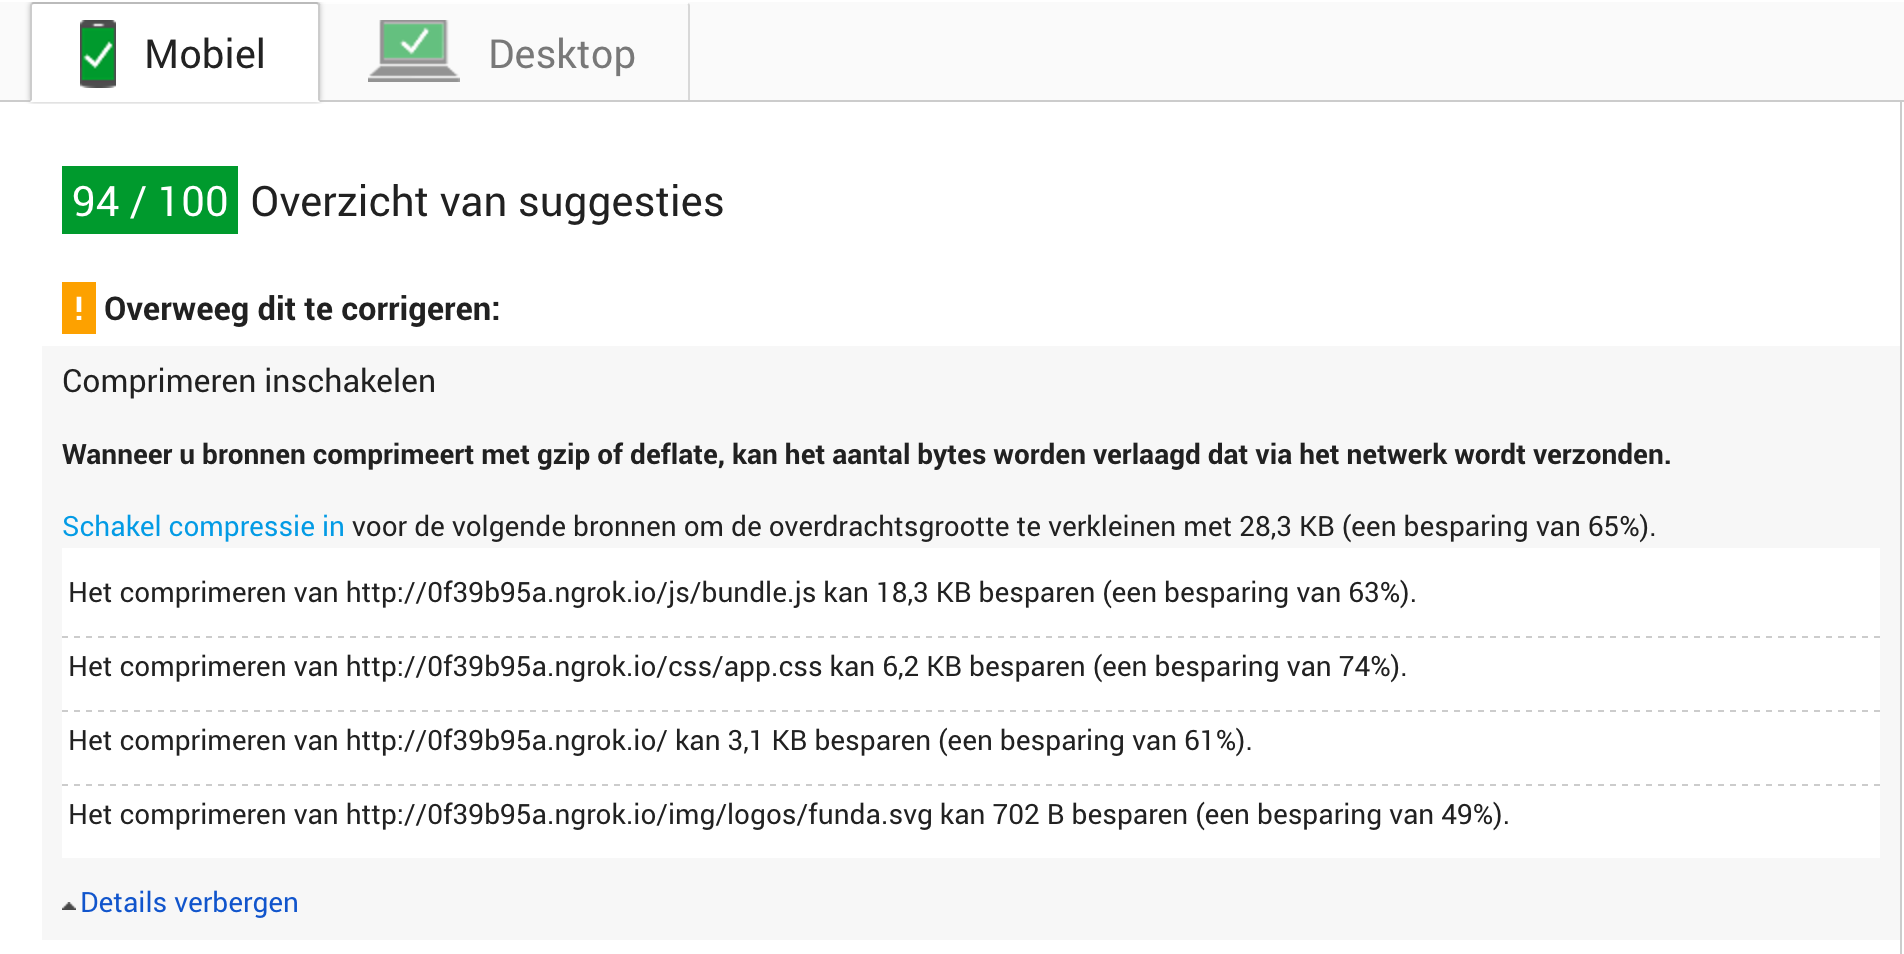 Mobiel
Desktop
94 / 100 Overzicht van suggesties
! Overweeg dit te corrigeren:
Comprimeren inschakelen
Wanneer u bronnen comprimeert met gzip of deflate, kan het aantal bytes worden verlaagd dat via het netwerk wordt verzonden.
Schakel compressie in voor de volgende bronnen om de overdrachtsgrootte te verkleinen met 28,3 KB (een besparing van 65%).
Het comprimeren van http://0f39b95a.ngrok.io/js/bundle.js kan 18,3 KB besparen (een besparing van 63%).
Het comprimeren van http://0f39b95a.ngrok.io/css/app.css kan 6,2 KB besparen (een besparing van 74%).
Het comprimeren van http://0f39b95a.ngrok.io/ kan 3,1 KB besparen (een besparing van 61%).
Het comprimeren van http://0f39b95a.ngrok.io/img/logos/funda.svg kan 702 B besparen (een besparing van 49%).
Details verbergen